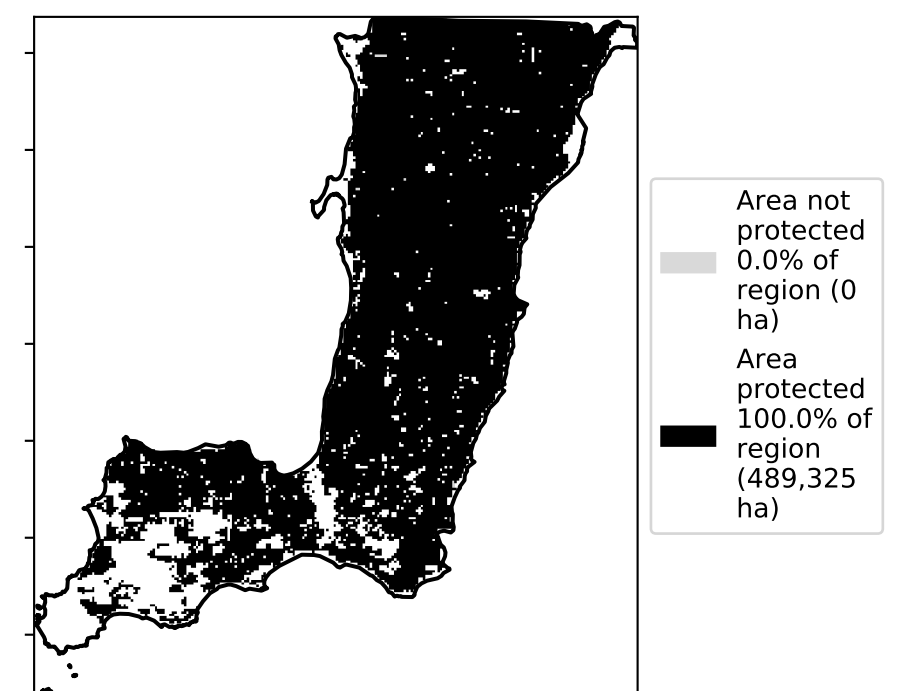 Area not
protected
0.0% of
region (0
ha)
Area
protected
100.0% of
region
(489,325
ha)